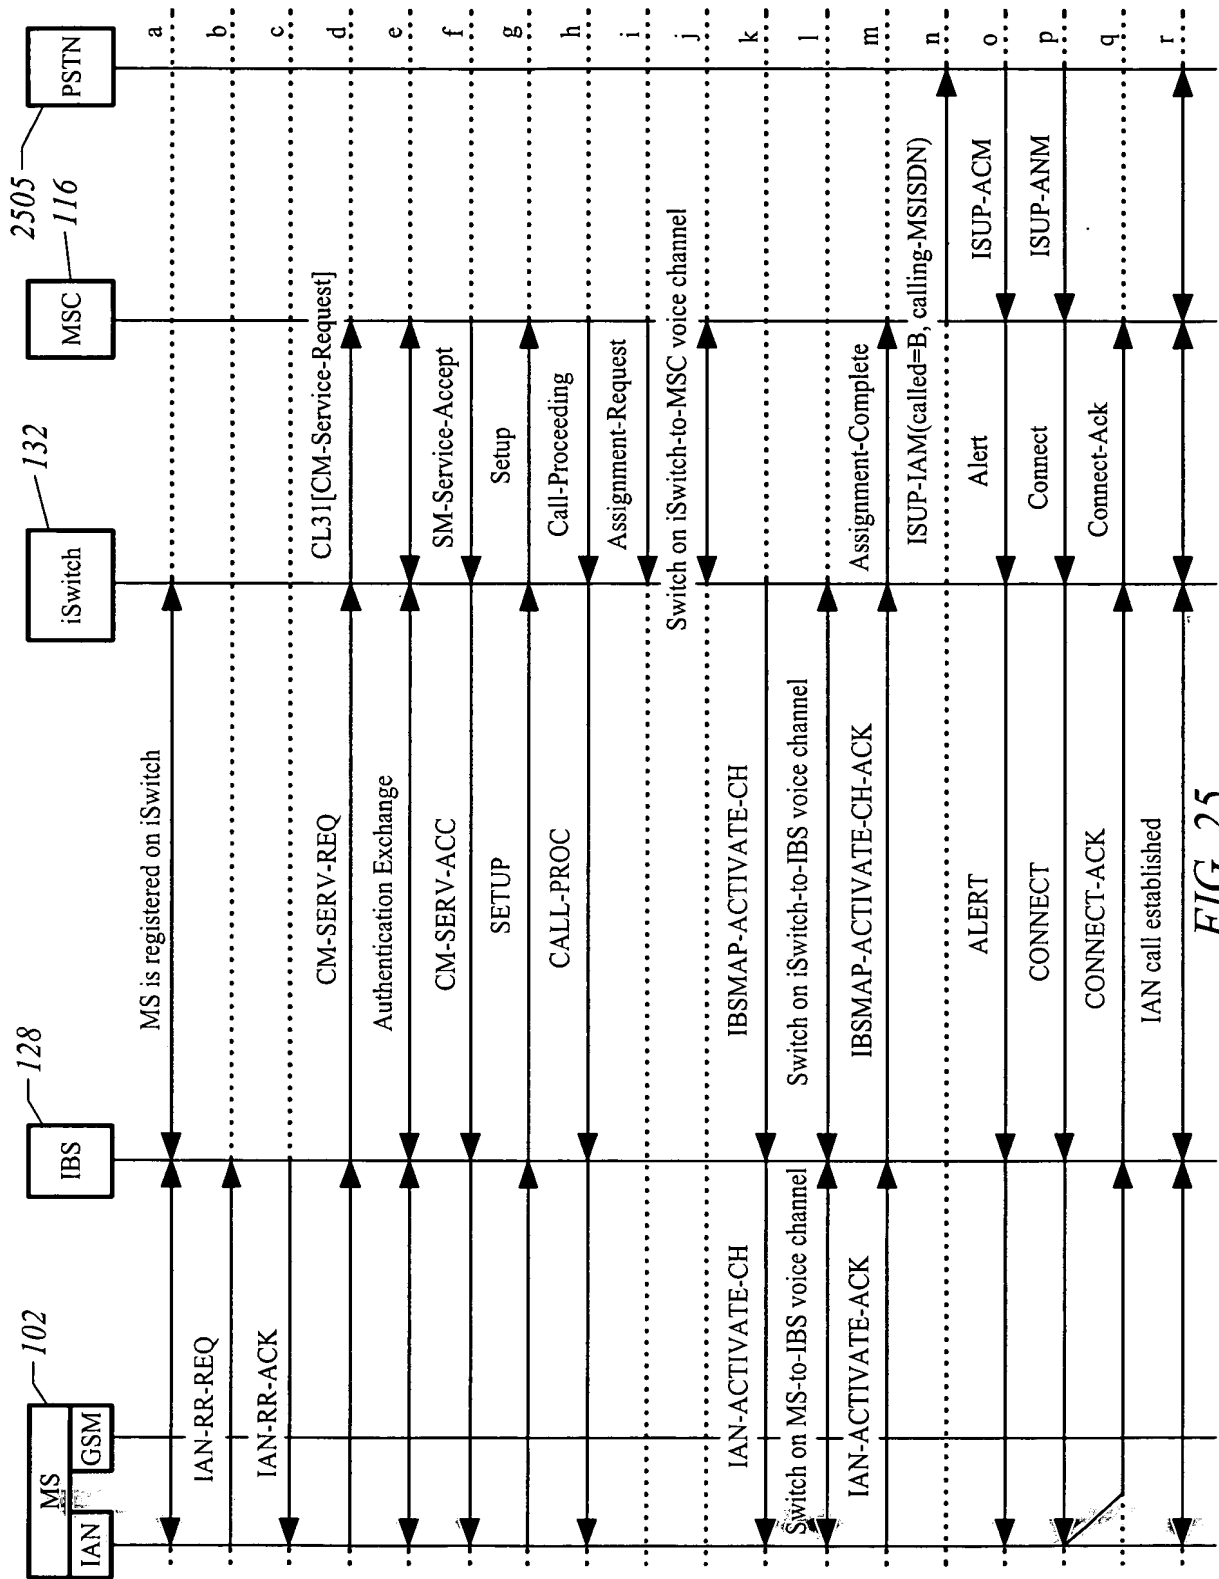 102
128
132
116
2505
MS
IAN
GSM
IBS
iSwitch
MSC
PSTN
MS is registered on iSwitch
a
IAN-RR-REQ
b
IAN-RR-ACK
c
CM-SERV-REQ
CL31[CM-Service-Request]
d
Authentication Exchange
e
CM-SERV-ACC
SM-Service-Accept
f
SETUP
Setup
g
CALL-PROC
Call-Proceeding
h
Assignment-Request
i
Switch on iSwitch-to-MSC voice channel
j
IAN-ACTIVATE-CH
IBSMAP-ACTIVATE-CH
k
Switch on MS-to-IBS voice channel
Switch on iSwitch-to-IBS voice channel
l
IAN-ACTIVATE-ACK
IBSMAP-ACTIVATE-CH-ACK
Assignment-Complete
m
ISUP-IAM(called=B, calling-MSISDN)
n
ALERT
Alert
ISUP-ACM
o
CONNECT
Connect
ISUP-ANM
p
CONNECT-ACK
Connect-Ack
q
IAN call established
r
FIG. 25